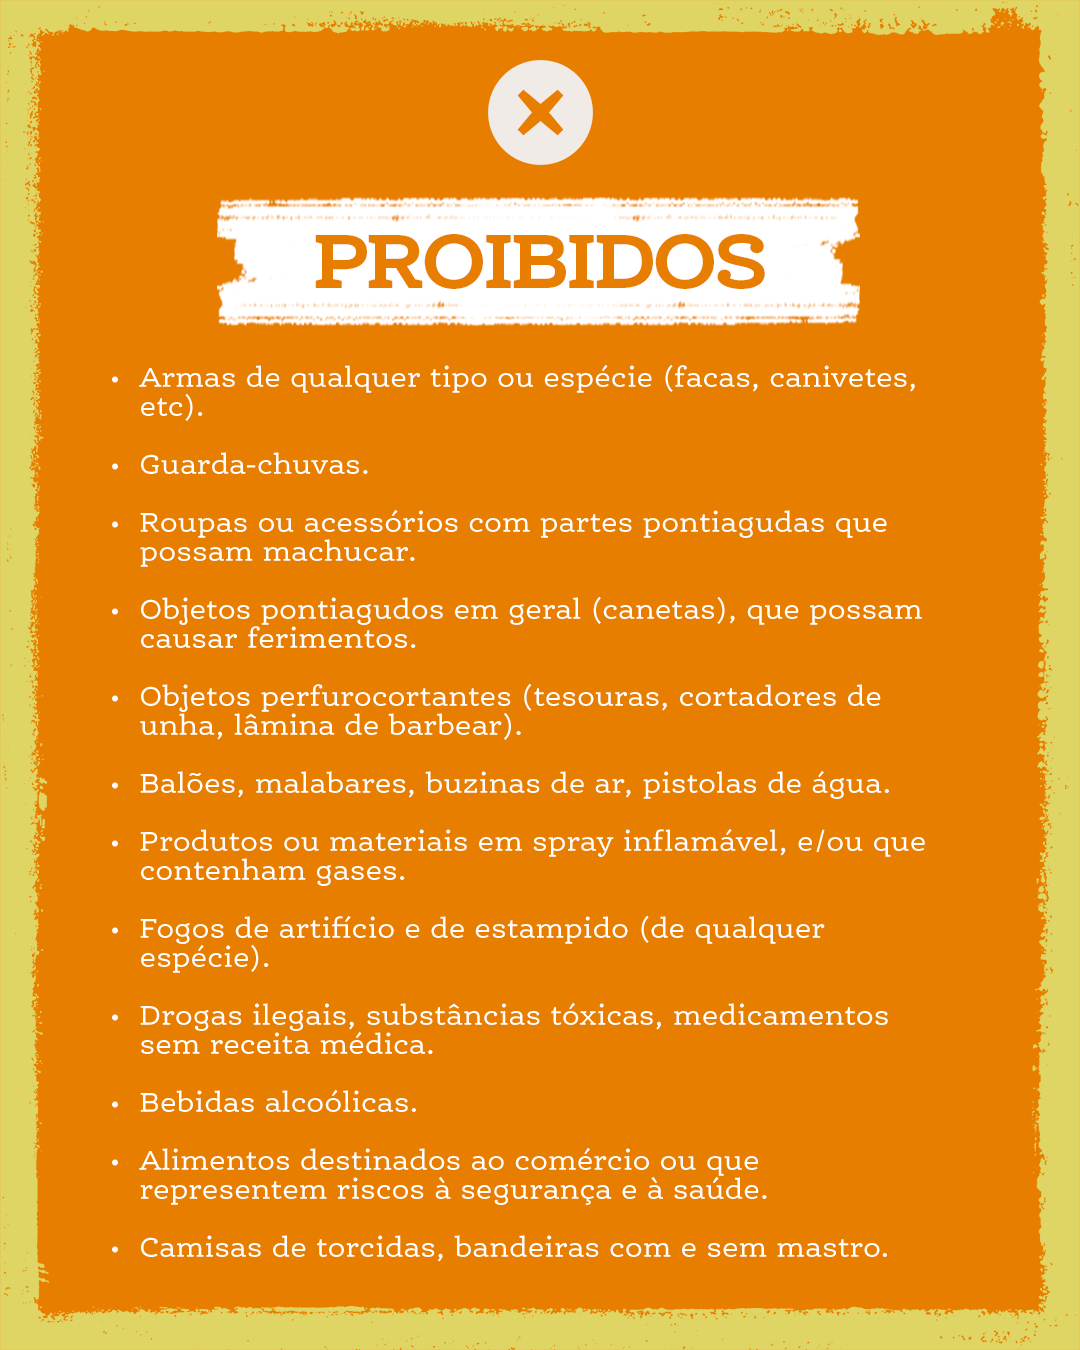 PROIBIDOS
• Armas de qualquer tipo ou espécie (facas, canivetes,
etc).
• Guarda-chuvas.
• Roupas ou acessórios com partes pontiagudas que
possam machucar.
• Objetos pontiagudos em geral (canetas), que possam
causar ferimentos.
• Objetos perfurocortantes (tesouras, cortadores de
unha, lâmina de barbear).
• Balões, malabares, buzinas de ar, pistolas de água.
• Produtos ou materiais em spray inflamável, e/ou que
contenham gases.
• Fogos de artifício e de estampido (de qualquer
espécie).
• Drogas ilegais, substâncias tóxicas, medicamentos
sem receita médica.
• Bebidas alcoólicas.
• Alimentos destinados ao comércio ou que
representem riscos à segurança e à saúde.
• Camisas de torcidas, bandeiras com e sem mastro.